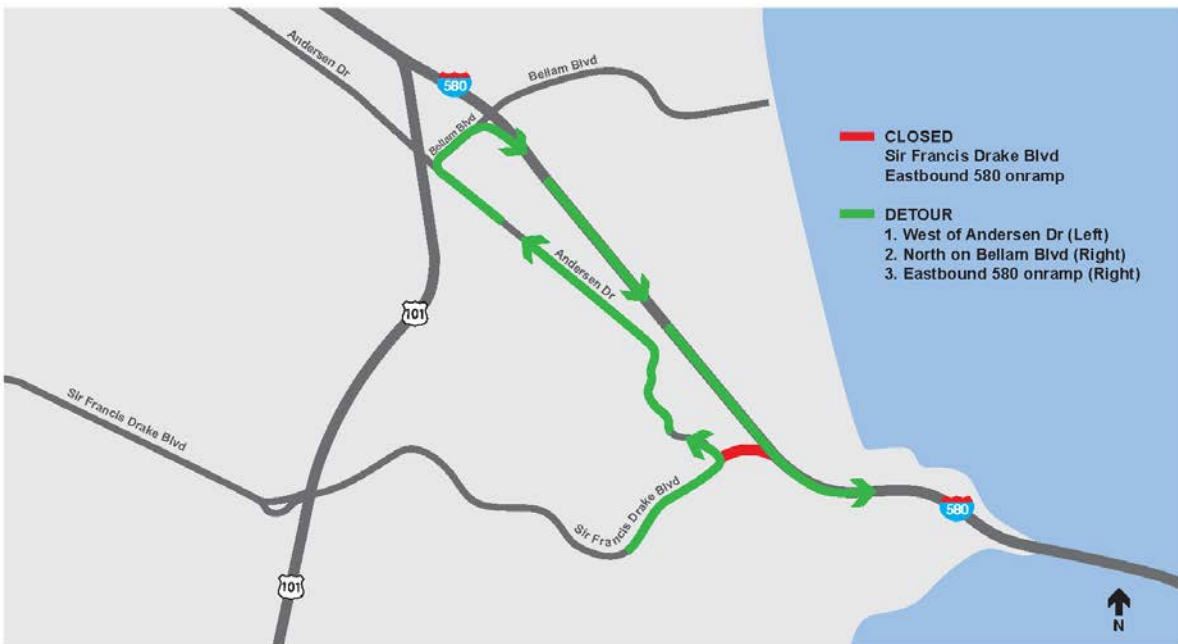 Andersen Dr
580
Bellam Blvd
Bellam Blvd
CLOSED
Sir Francis Drake Blvd
Eastbound 580 onramp
DETOUR
1. West of Andersen Dr (Left)
2. North on Bellam Blvd (Right)
3. Eastbound 580 onramp (Right)
Andersen Dr
101
Sir Francis Drake Blvd
Sir Francis Drake Blvd
580
101
N